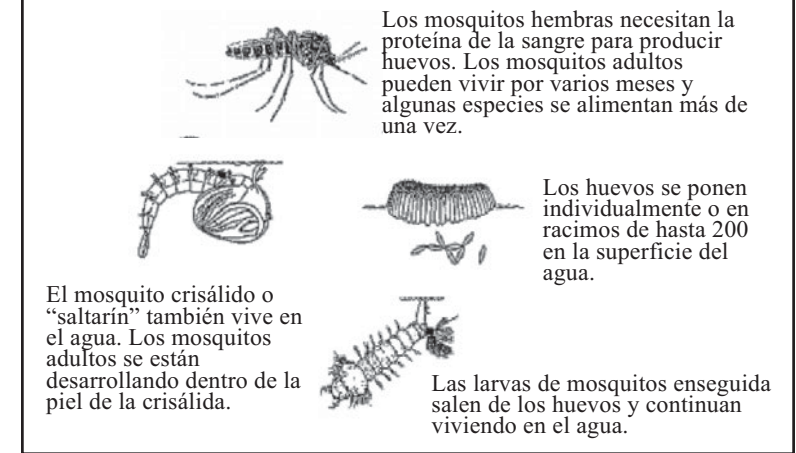 Los mosquitos hembras necesitan la
proteína de la sangre para producir
huevos. Los mosquitos adultos
pueden vivir por varios meses y
algunas especies se alimentan más de
una vez.
Los huevos se ponen
individualmente o en
racimos de hasta 200
en la superficie del
agua.
El mosquito crisálido o
“saltarín” también vive en
el agua. Los mosquitos
adultos se están
desarrollando dentro de la
piel de la crisálida.
Las larvas de mosquitos enseguida
salen de los huevos y continuan
viviendo en el agua.